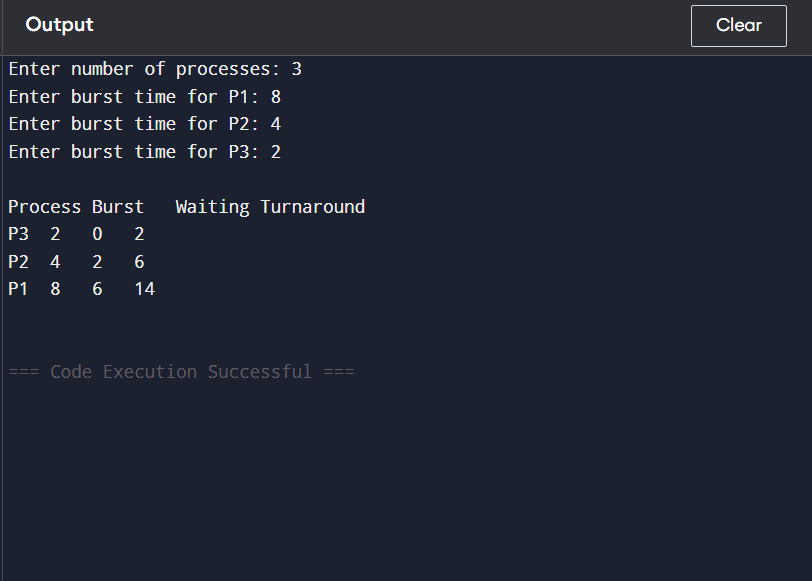 Output
Clear
Enter number of processes: 3
Enter burst time for P1: 8
Enter burst time for P2: 4
Enter burst time for P3: 2
Process Burst   Waiting Turnaround
P3  2   0   2
P2  4   2   6
P1  8   6   14
=== Code Execution Successful ===